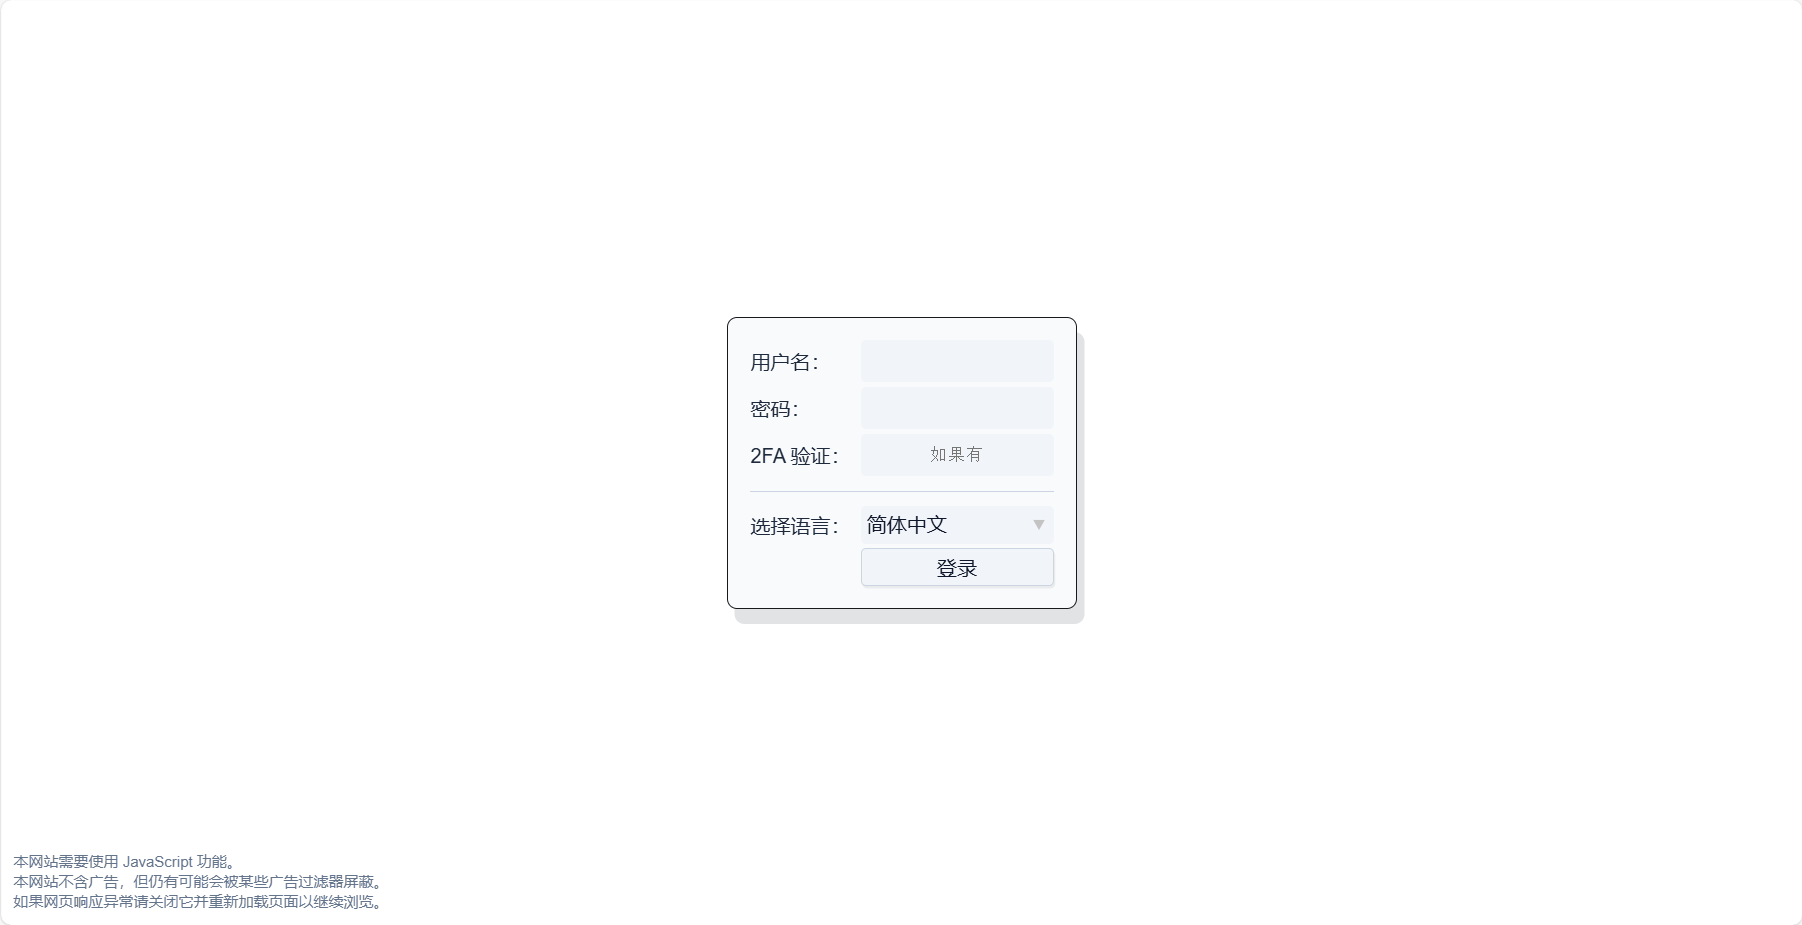 用户名：
密码：
2FA 验证： 如果有
选择语言： 简体中文 ▼
登录
本网站需要使用 JavaScript 功能。
本网站不含广告，但仍有可能会被某些广告过滤器屏蔽。
如果网页响应异常请关闭它并重新加载页面以继续浏览。